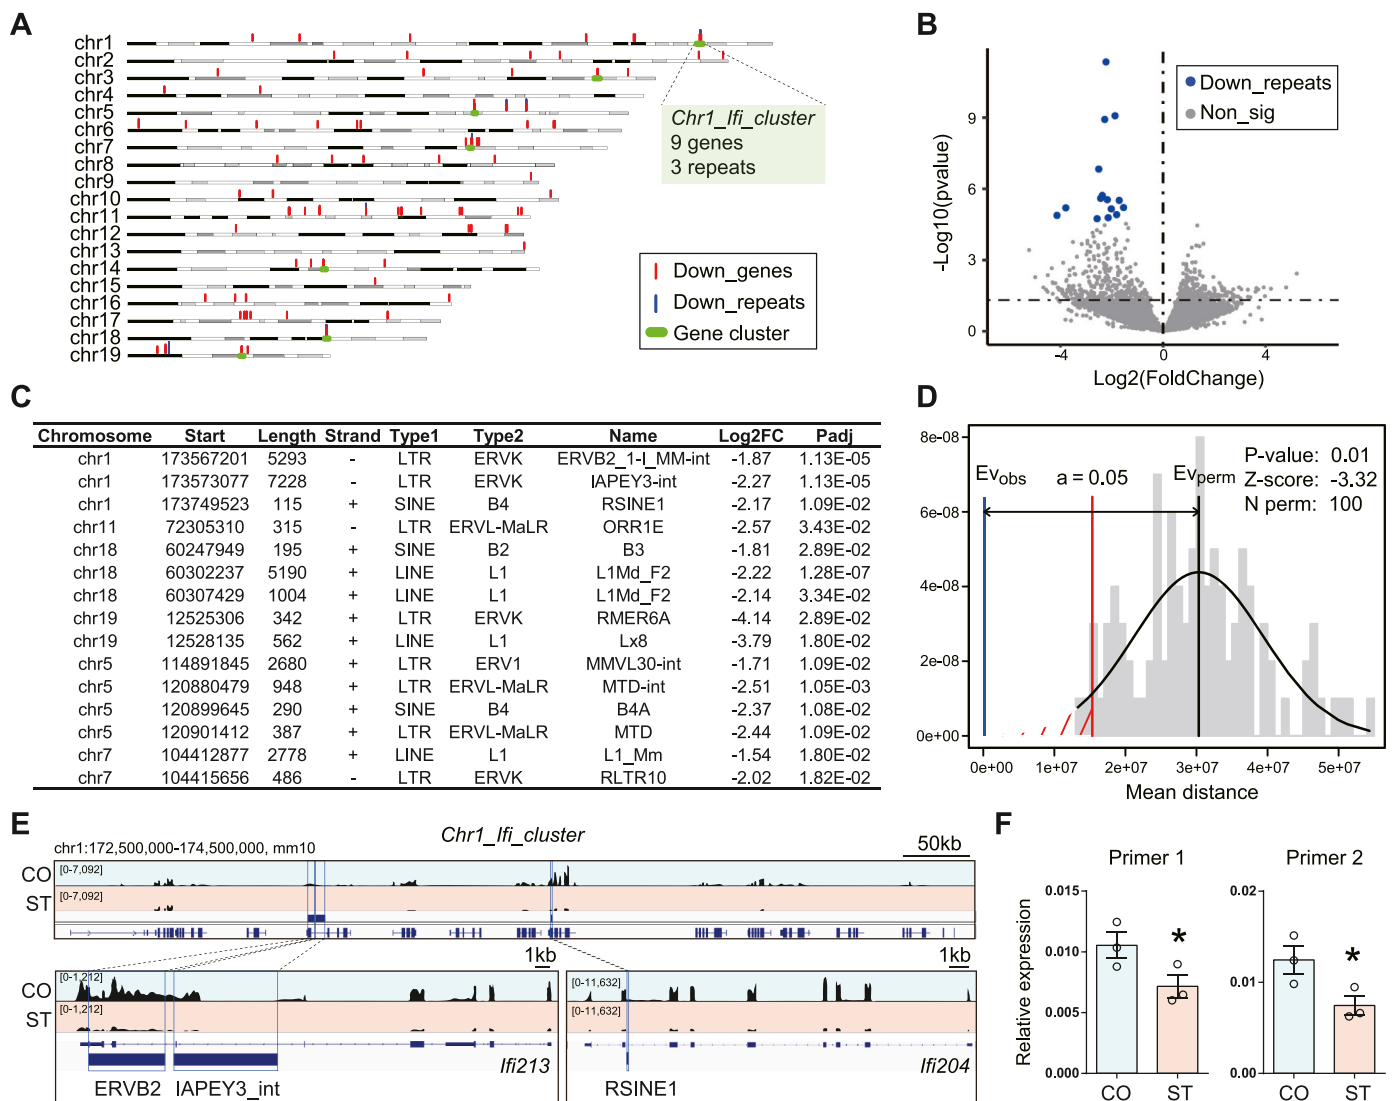 A
chr1
chr2
chr3
chr4
chr5
chr6
chr7
chr8
chr9
chr10
chr11
chr12
chr13
chr14
chr15
chr16
chr17
chr18
chr19
Chr1_Ifi_cluster
9 genes
3 repeats
Down_genes
Down_repeats
Gene cluster
B
-Log10(pvalue)
9
6
3
0
-4 0 4
Log2(FoldChange)
Down_repeats
Non_sig
C
Chromosome Start Length Strand Type1 Type2 Name Log2FC Padj
chr1 173567201 5293 - LTR ERVK ERVB2_1-I_MM-int -1.87 1.13E-05
chr1 173573077 7228 - LTR ERVK IAPEY3-int -2.27 1.13E-05
chr1 173749523 115 + SINE B4 RSINE1 -2.17 1.09E-02
chr11 72305310 315 - LTR ERVL-MaLR ORR1E -2.57 3.43E-02
chr18 60247949 195 + SINE B2 B3 -1.81 2.89E-02
chr18 60302237 5190 + LINE L1 L1Md_F2 -2.22 1.28E-07
chr18 60307429 1004 + LINE L1 L1Md_F2 -2.14 3.34E-02
chr19 12525306 342 + LTR ERVK RMER6A -4.14 2.89E-02
chr19 12528135 562 + LINE L1 Lx8 -3.79 1.80E-02
chr5 114891845 2680 + LTR ERV1 MMVL30-int -1.71 1.09E-02
chr5 120880479 948 + LTR ERVL-MaLR MTD-int -2.51 1.05E-03
chr5 120899645 290 + SINE B4 B4A -2.37 1.08E-02
chr5 120901412 387 + LTR ERVL-MaLR MTD -2.44 1.09E-02
chr7 104412877 2778 + LINE L1 L1_Mm -1.54 1.80E-02
chr7 104415656 486 - LTR ERVK RLTR10 -2.02 1.82E-02
D
8e-08
6e-08
4e-08
2e-08
0e+00
Evobs a = 0.05 Evperm
P-value: 0.01
Z-score: -3.32
N perm: 100
0e+00 1e+07 2e+07 3e+07 4e+07 5e+07
Mean distance
E
Chr1_Ifi_cluster
chr1:172,500,000-174,500,000, mm10
50kb
CO [0-7,092]
ST [0-7,092]
1kb
1kb
CO [0-1,212]
ST [0-1,212]
[0-11,632]
[0-11,632]
Ifi213
Ifi204
ERVB2 IAPEY3_int
RSINE1
F
Primer 1
Primer 2
Relative expression
0.015
0.010
0.005
0.000
*
CO ST
0.02
0.01
0.00
*
CO ST